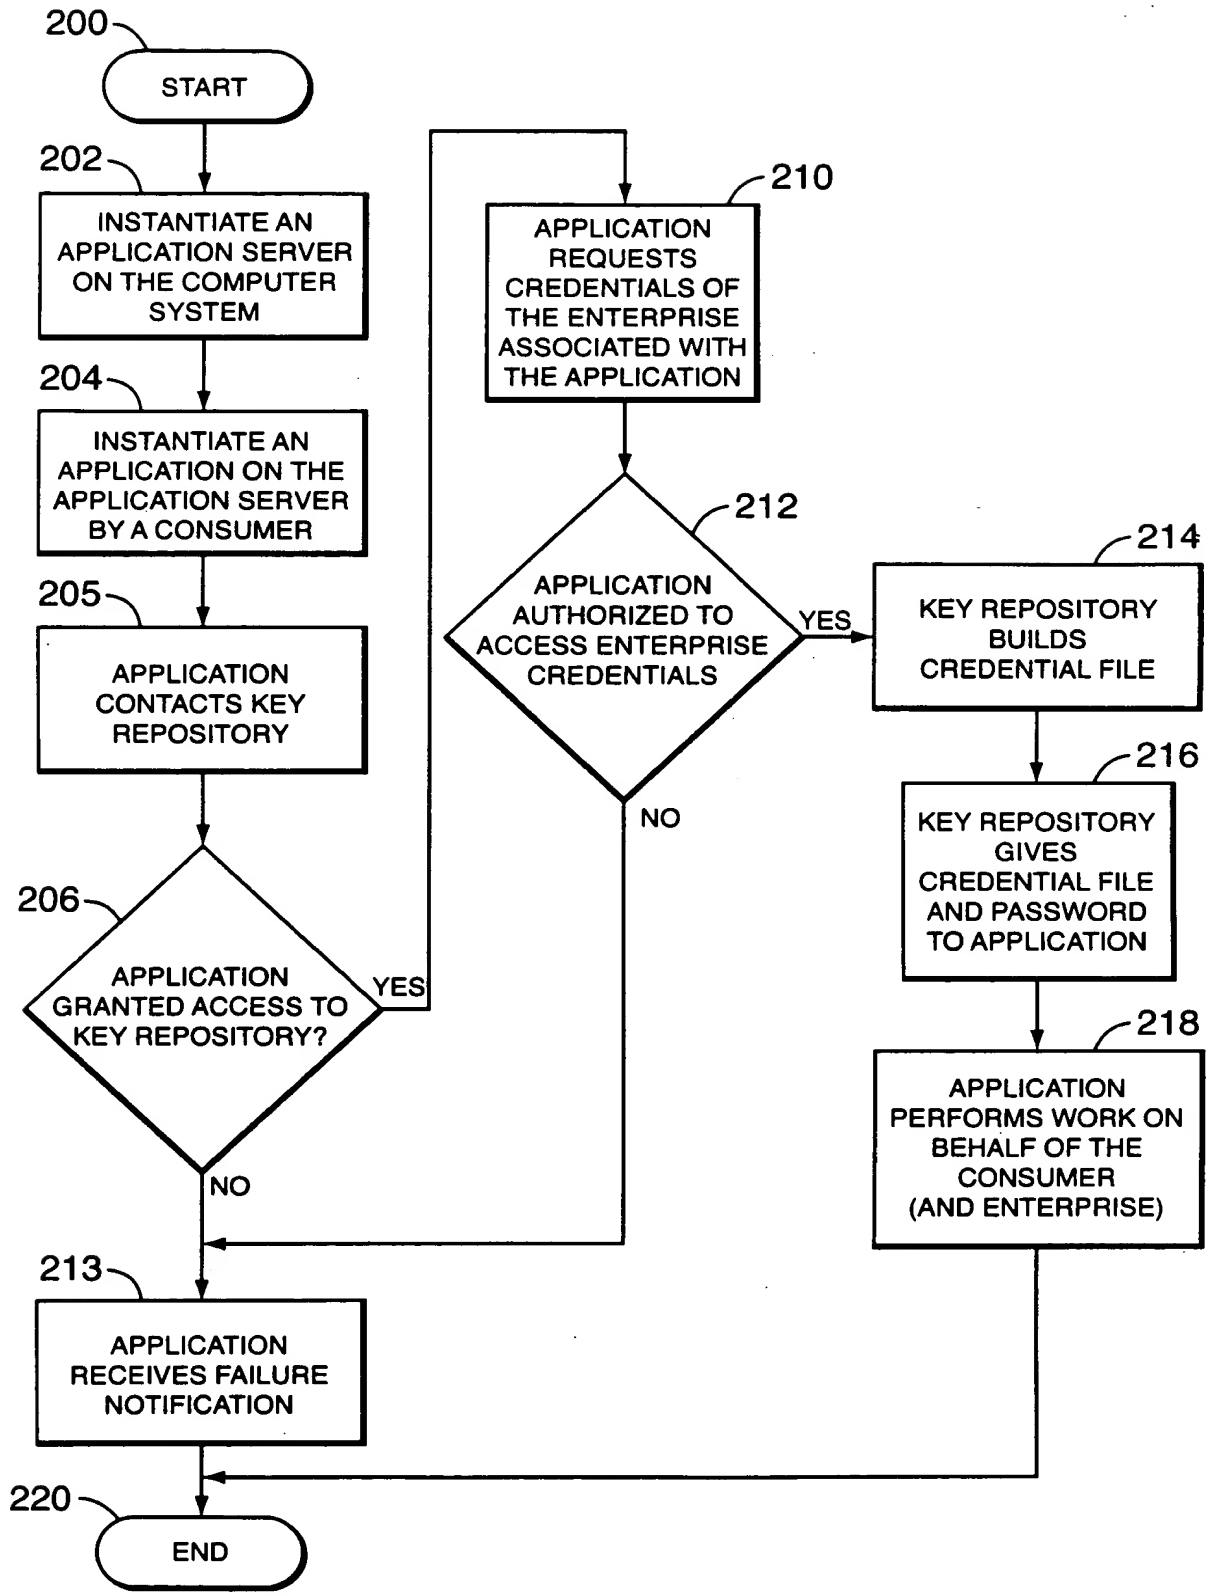 200
START
202
INSTANTIATE AN
APPLICATION SERVER
ON THE COMPUTER
SYSTEM
204
INSTANTIATE AN
APPLICATION ON THE
APPLICATION SERVER
BY A CONSUMER
205
APPLICATION
CONTACTS KEY
REPOSITORY
206
APPLICATION
GRANTED ACCESS TO
KEY REPOSITORY?
YES
NO
210
APPLICATION
REQUESTS
CREDENTIALS OF
THE ENTERPRISE
ASSOCIATED WITH
THE APPLICATION
212
APPLICATION
AUTHORIZED TO
ACCESS ENTERPRISE
CREDENTIALS
YES
NO
214
KEY REPOSITORY
BUILDS
CREDENTIAL FILE
216
KEY REPOSITORY
GIVES
CREDENTIAL FILE
AND PASSWORD
TO APPLICATION
218
APPLICATION
PERFORMS WORK ON
BEHALF OF THE
CONSUMER
(AND ENTERPRISE)
213
APPLICATION
RECEIVES FAILURE
NOTIFICATION
220
END